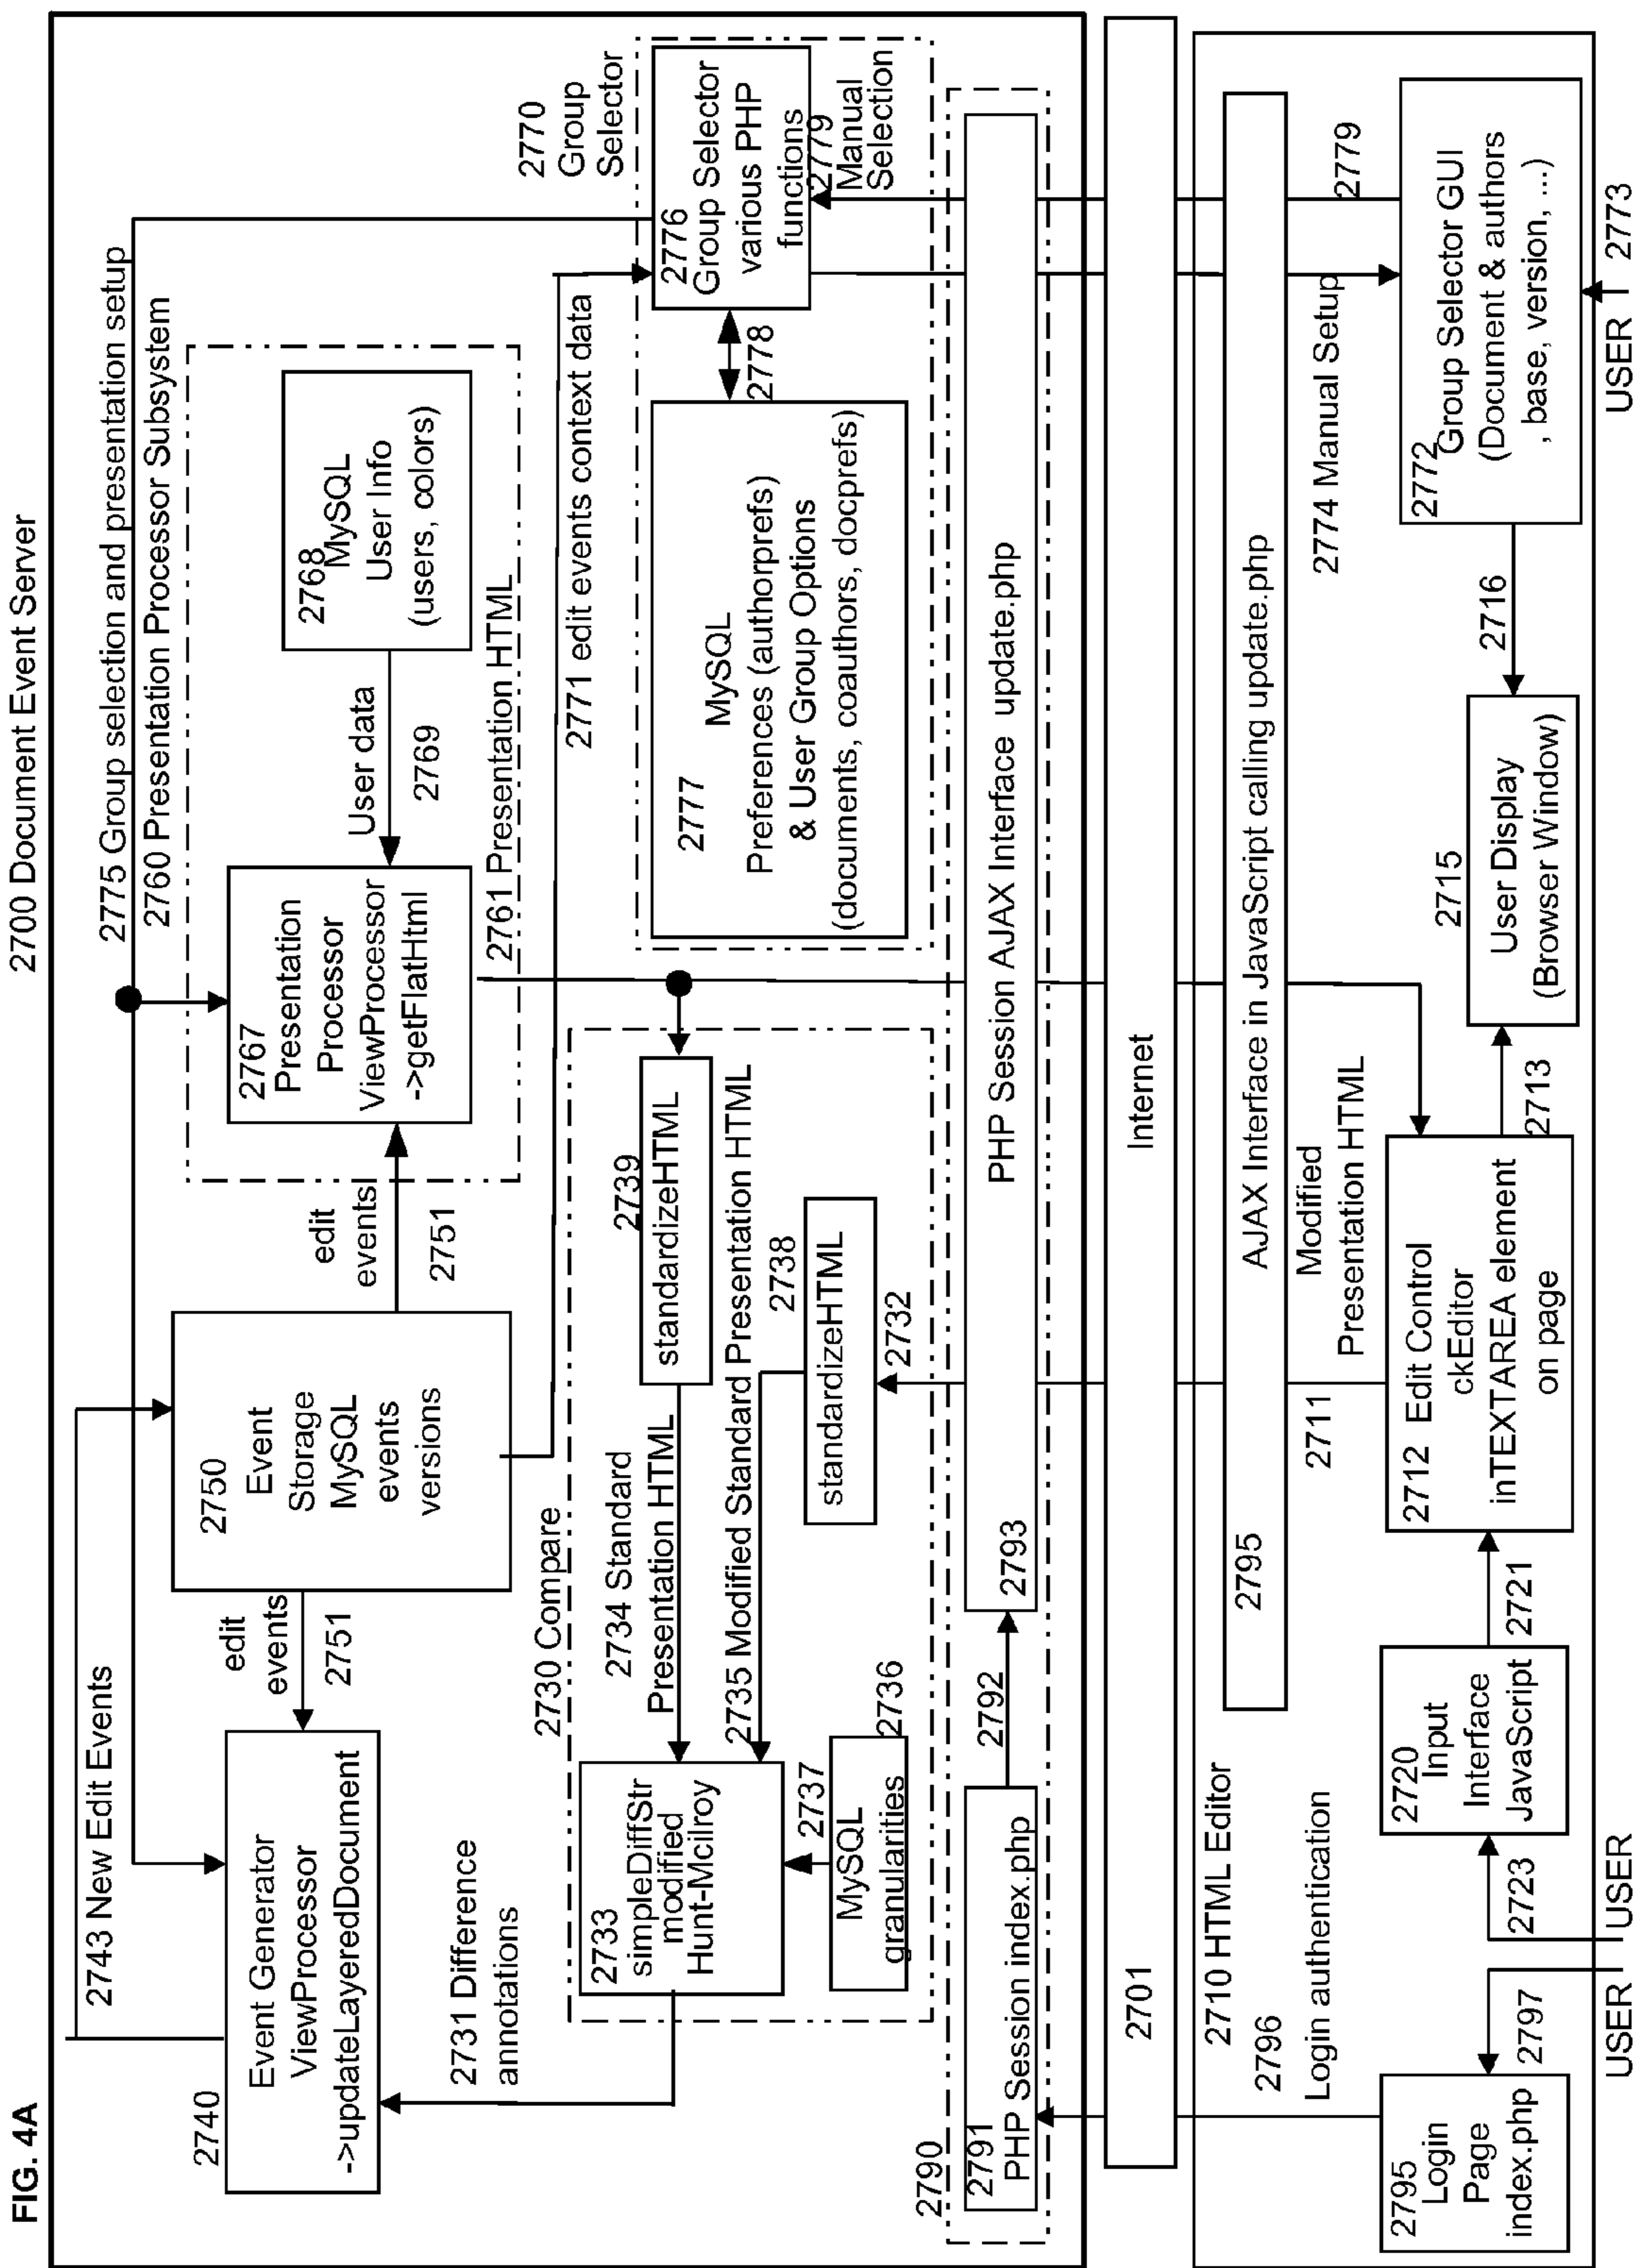 FIG. 4A
2700 Document Event Server
2743 New Edit Events
2775 Group selection and presentation setup
2760 Presentation Processor Subsystem
2740
Event Generator
ViewProcessor
->updateLayeredDocument
edit
events
2751
2750
Event
Storage
MySQL
events
versions
edit
events
2751
2767
Presentation
Processor
ViewProcessor
->getFlatHtml
User data
2769
2768
MySQL
User Info
(users, colors)
2761 Presentation HTML
2771 edit events context data
2770
Group
Selector
2776
Group Selector
various PHP
functions
2779
Manual
Selection
2778
2777
MySQL
Preferences (authorprefs)
& User Group Options
(documents, coauthors, docprefs)
2731 Difference
annotations
2730 Compare
2733
simpleDiffStr
modified
Hunt-McIlroy
2734 Standard
Presentation HTML
2735 Modified Standard Presentation HTML
2737
2736
MySQL
granularities
2739
standardizeHTML
2738
standardizeHTML
2732
2790
2791
PHP Session index.php
2792
2793
PHP Session AJAX Interface  update.php
2701
Internet
2710 HTML Editor
2795
AJAX Interface in JavaScript calling update.php
2796
Login authentication
2711
Modified
Presentation HTML
2774 Manual Setup
2779
2795
Login
Page
index.php
2797
USER
2720
Input
Interface
JavaScript
2723
USER
2721
2712 Edit Control
ckEditor
inTEXTAREA element
on page
2713
2715
User Display
(Browser Window)
2716
2772
Group Selector GUI
(Document & authors
, base, version, ...)
USER
2773